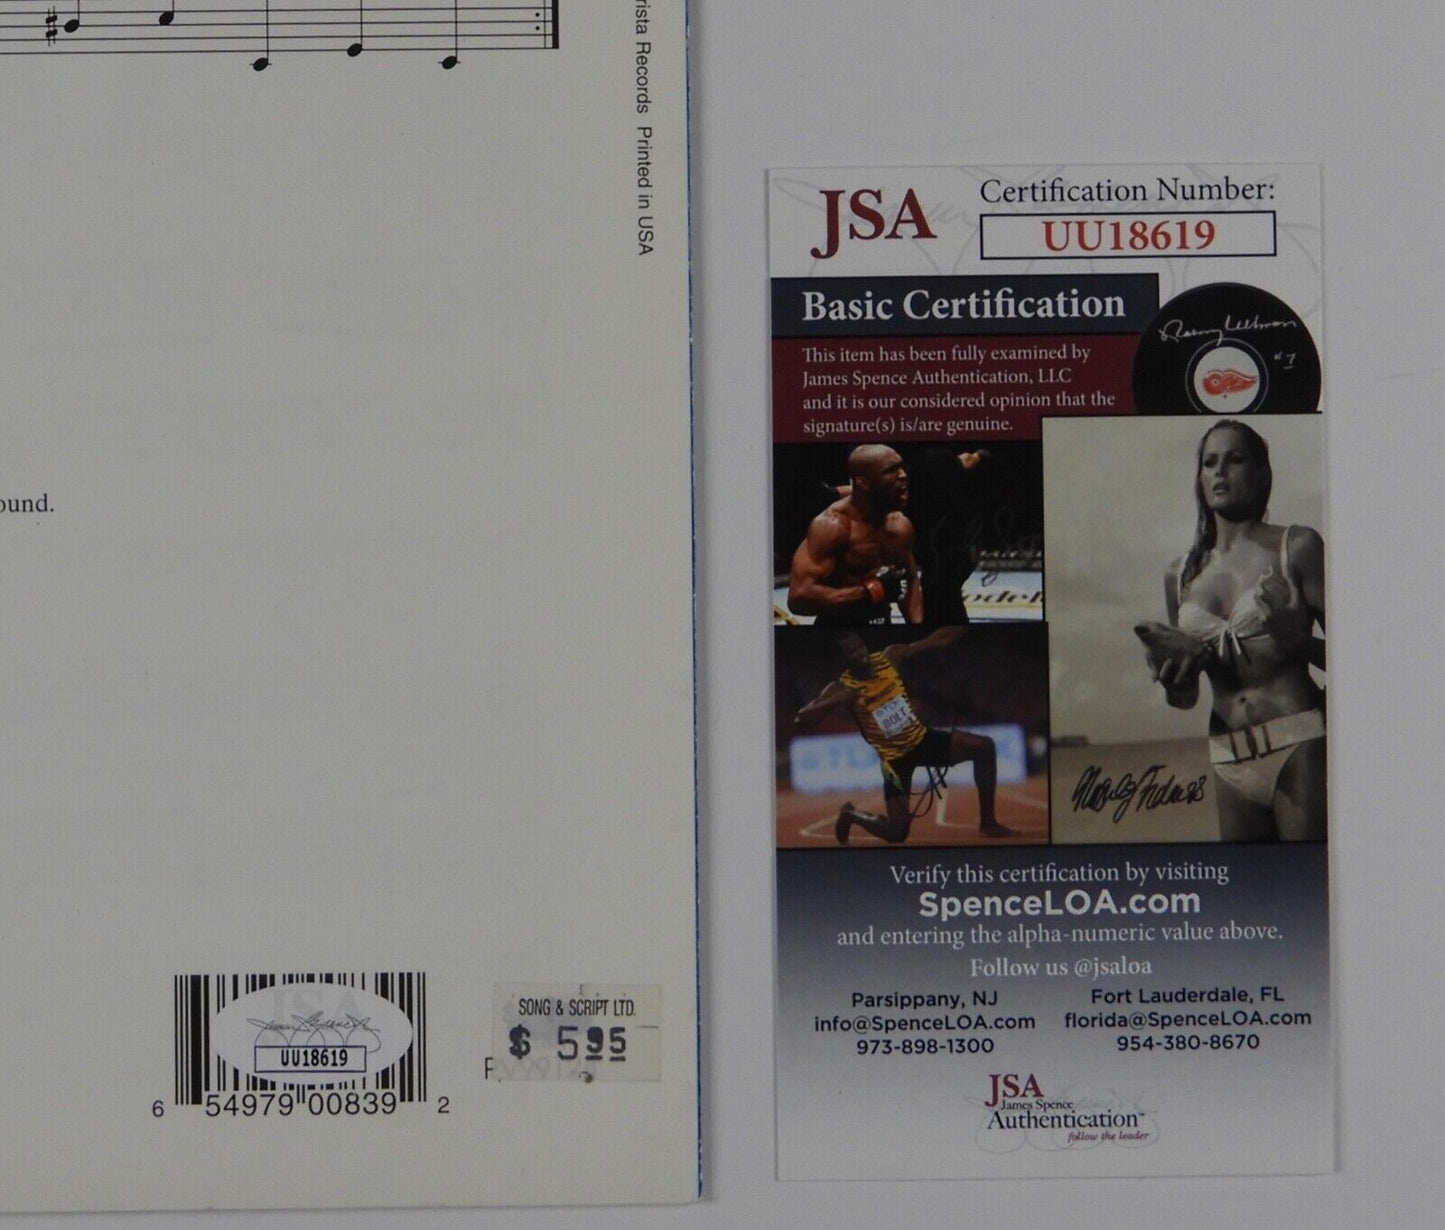 rista Records Printed in USA
ound.
JSA
UU18619
6 54979 00839 2
SONG & SCRIPT LTD.
$ 5.95
JSA
Certification Number:
UU18619
Basic Certification
This item has been fully examined by
James Spence Authentication, LLC
and it is our considered opinion that the
signature(s) is/are genuine.
#7
BOLT
Verify this certification by visiting
SpenceLOA.com
and entering the alpha-numeric value above.
Follow us @jsaloa
Parsippany, NJ
info@SpenceLOA.com
973-898-1300
Fort Lauderdale, FL
florida@SpenceLOA.com
954-380-8670
JSA
James Spence
Authentication™
follow the leader